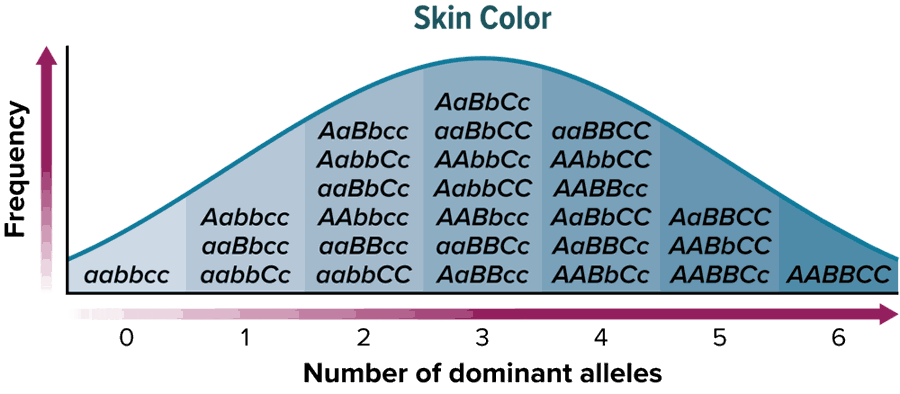 Skin Color
Frequency
AaBbCc
AaBbcc aaBbCC aaBBCC
AabbCc AAbbCc AAbbCC
aaBbCc AabbCC AABBcc
Aabbcc AAbbcc AABbcc AaBbCC AaBBCC
aaBbcc aaBBcc aaBBCc AaBBCc AABbCC
aabbcc aabbCc aabbCC AaBBcc AABbCc AABBCc AABBCC
0 1 2 3 4 5 6
Number of dominant alleles